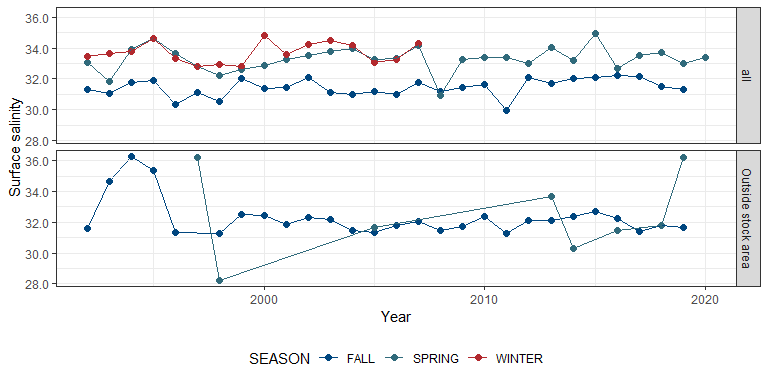 36.0
34.0
32.0
30.0
28.0
all
36.0
34.0
32.0
30.0
28.0
Outside stock area
Surface salinity
2000
2010
2020
Year
SEASON FALL SPRING WINTER